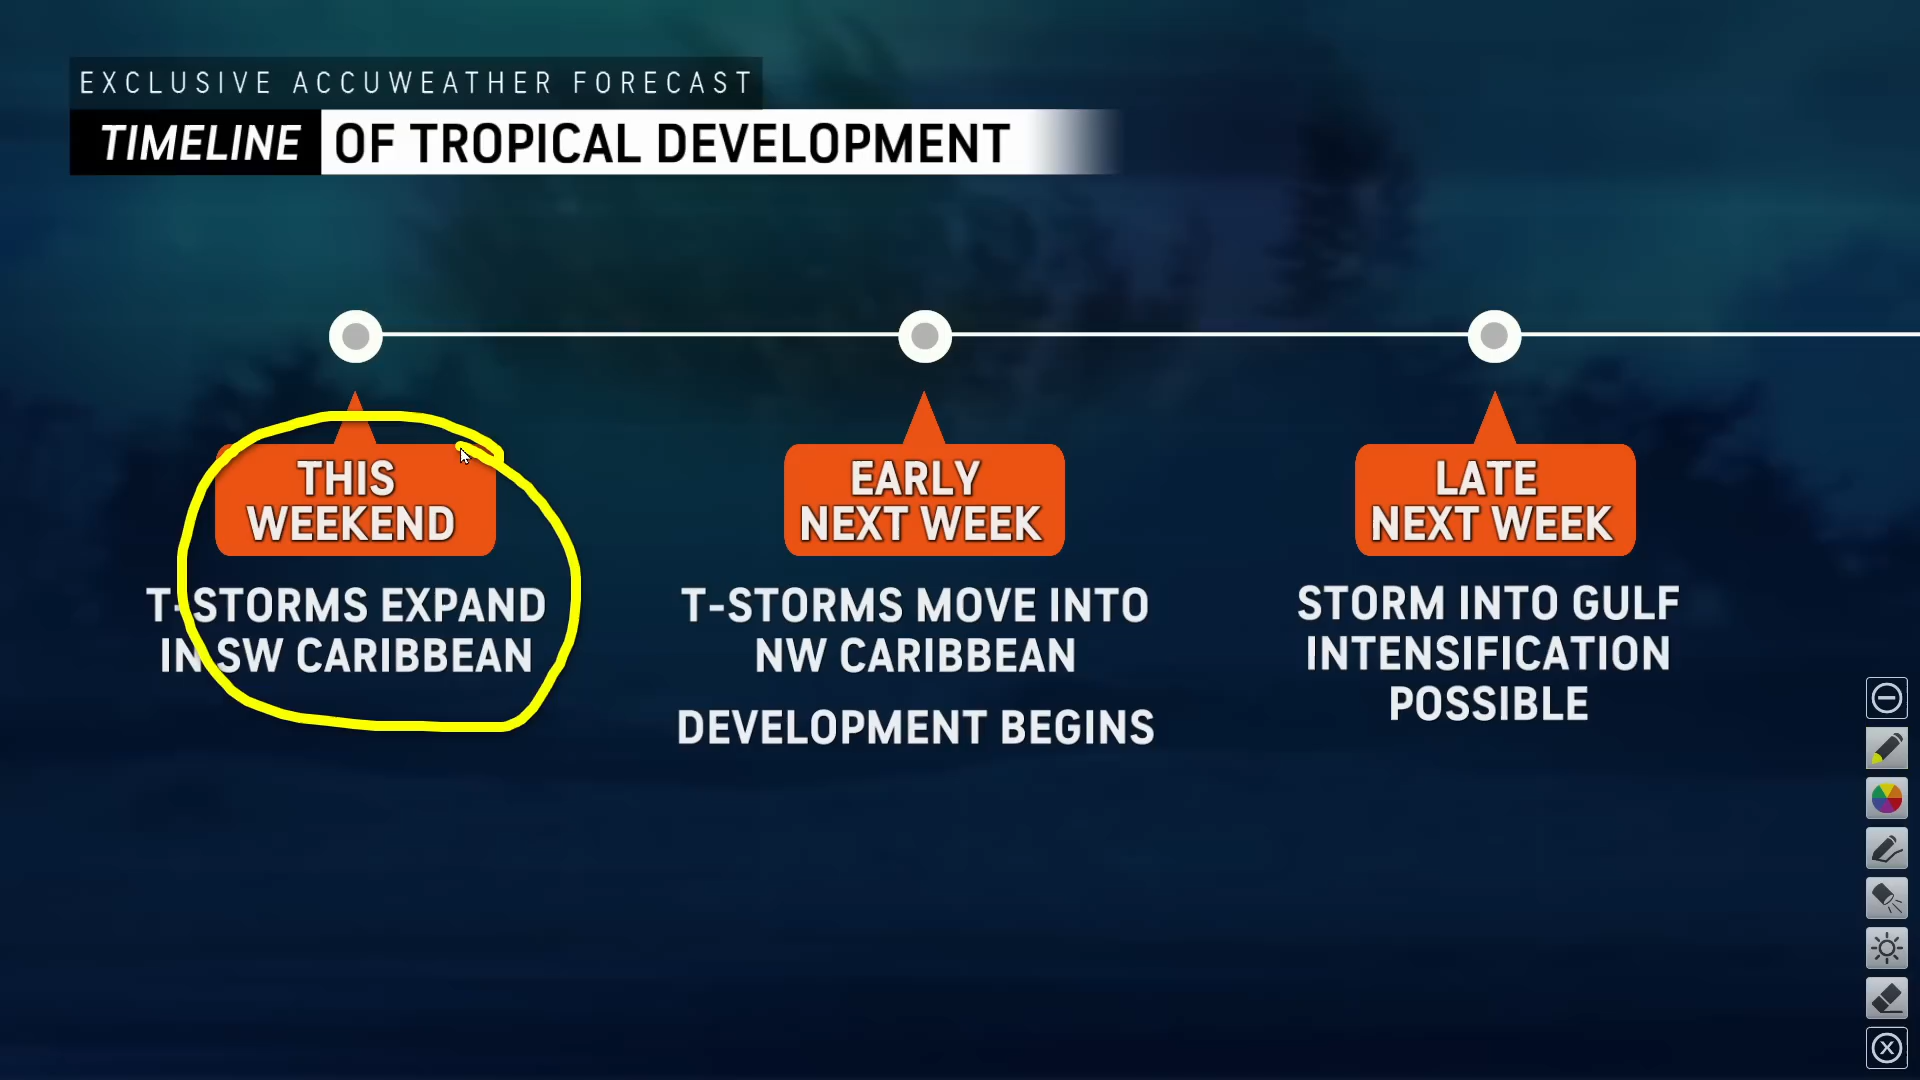 EXCLUSIVE ACCUWEATHER FORECAST
TIMELINE OF TROPICAL DEVELOPMENT
THIS
WEEKEND
T-STORMS EXPAND
IN SW CARIBBEAN
EARLY
NEXT WEEK
T-STORMS MOVE INTO
NW CARIBBEAN
DEVELOPMENT BEGINS
LATE
NEXT WEEK
STORM INTO GULF
INTENSIFICATION
POSSIBLE